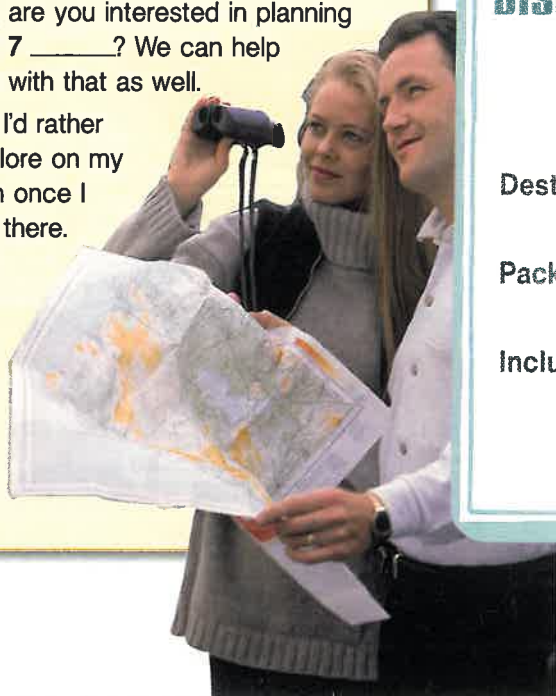 are you interested in planning
7 _______? We can help
with that as well.
I'd rather
lore on my
n once I
there.
Dest
Pack
Inclu